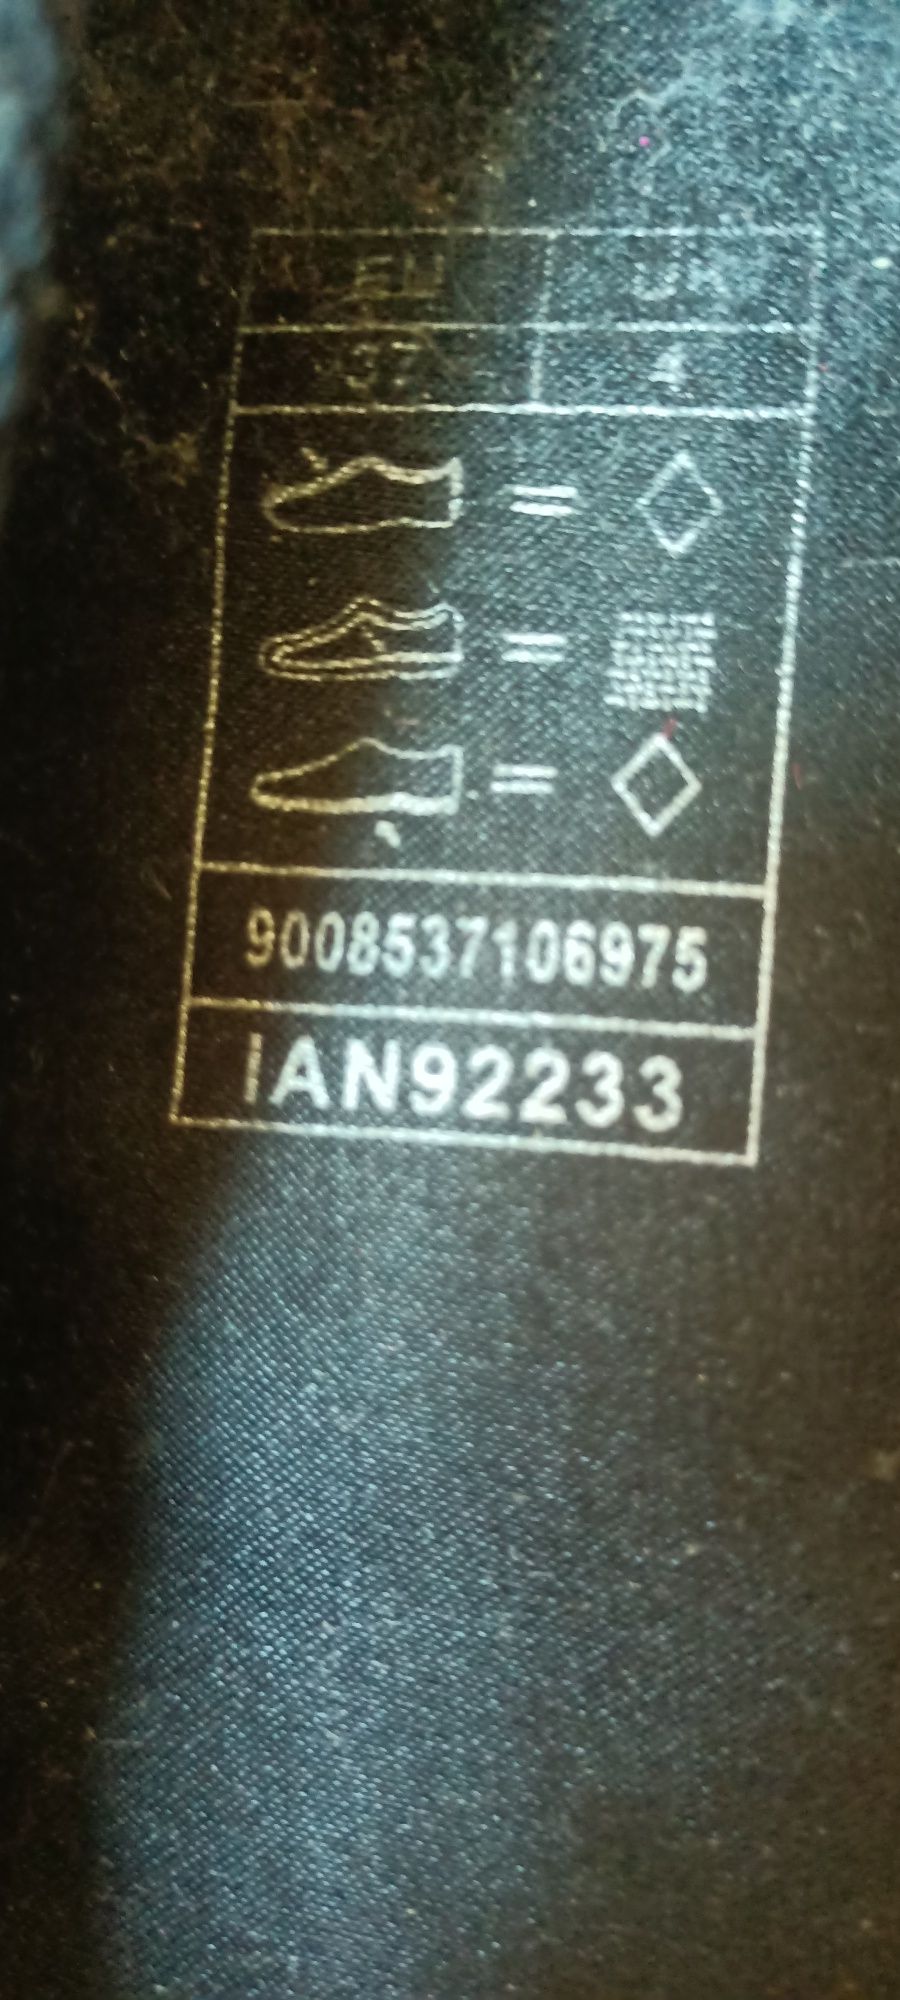 EU UK
37 4
=
=
=
9008537106975
IAN92233